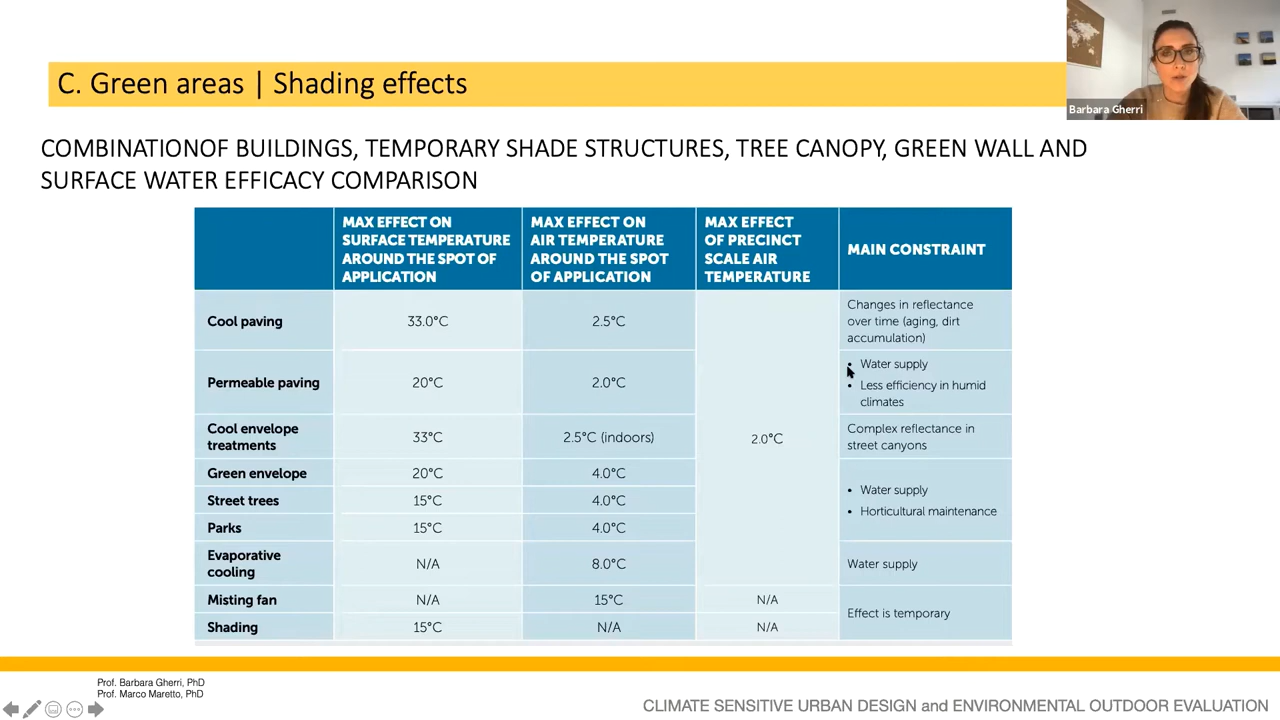 C. Green areas | Shading effects
Barbara Gherri
COMBINATIONOF BUILDINGS, TEMPORARY SHADE STRUCTURES, TREE CANOPY, GREEN WALL AND
SURFACE WATER EFFICACY COMPARISON
MAX EFFECT ON
SURFACE TEMPERATURE
AROUND THE SPOT OF
APPLICATION
MAX EFFECT ON
AIR TEMPERATURE
AROUND THE SPOT
OF APPLICATION
MAX EFFECT
OF PRECINCT
SCALE AIR
TEMPERATURE
MAIN CONSTRAINT
Cool paving
33.0°C
2.5°C
Changes in reflectance
over time (aging, dirt
accumulation)
Permeable paving
20°C
2.0°C
• Water supply
• Less efficiency in humid
climates
Cool envelope
treatments
33°C
2.5°C (indoors)
2.0°C
Complex reflectance in
street canyons
Green envelope
20°C
4.0°C
Street trees
15°C
4.0°C
• Water supply
• Horticultural maintenance
Parks
15°C
4.0°C
Evaporative
cooling
N/A
8.0°C
Water supply
Misting fan
N/A
15°C
N/A
Effect is temporary
Shading
15°C
N/A
N/A
Prof. Barbara Gherri, PhD
Prof. Marco Maretto, PhD
CLIMATE SENSITIVE URBAN DESIGN and ENVIRONMENTAL OUTDOOR EVALUATION